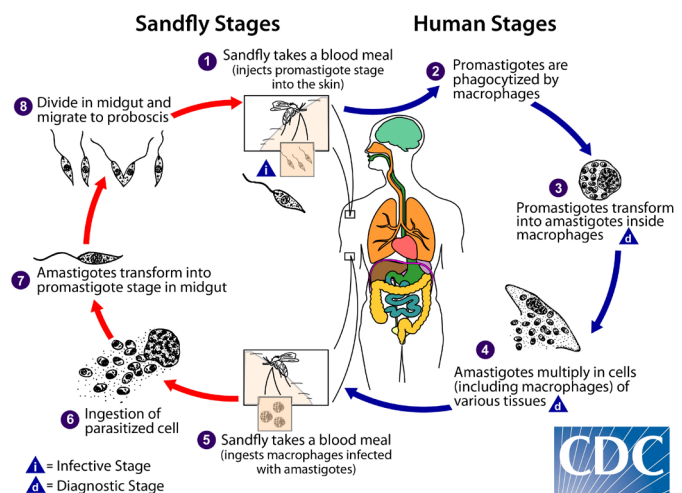 Sandfly Stages
Human Stages
1 Sandfly takes a blood meal
(injects promastigote stage
into the skin)
2 Promastigotes are
phagocytized by
macrophages
3 Promastigotes transform
into amastigotes inside
macrophages d
4 Amastigotes multiply in cells
(including macrophages) of
various tissues d
5 Sandfly takes a blood meal
(ingests macrophages infected
with amastigotes)
6 Ingestion of
parasitized cell
7 Amastigotes transform into
promastigote stage in midgut
8 Divide in midgut and
migrate to proboscis
i
i = Infective Stage
d = Diagnostic Stage
CDC